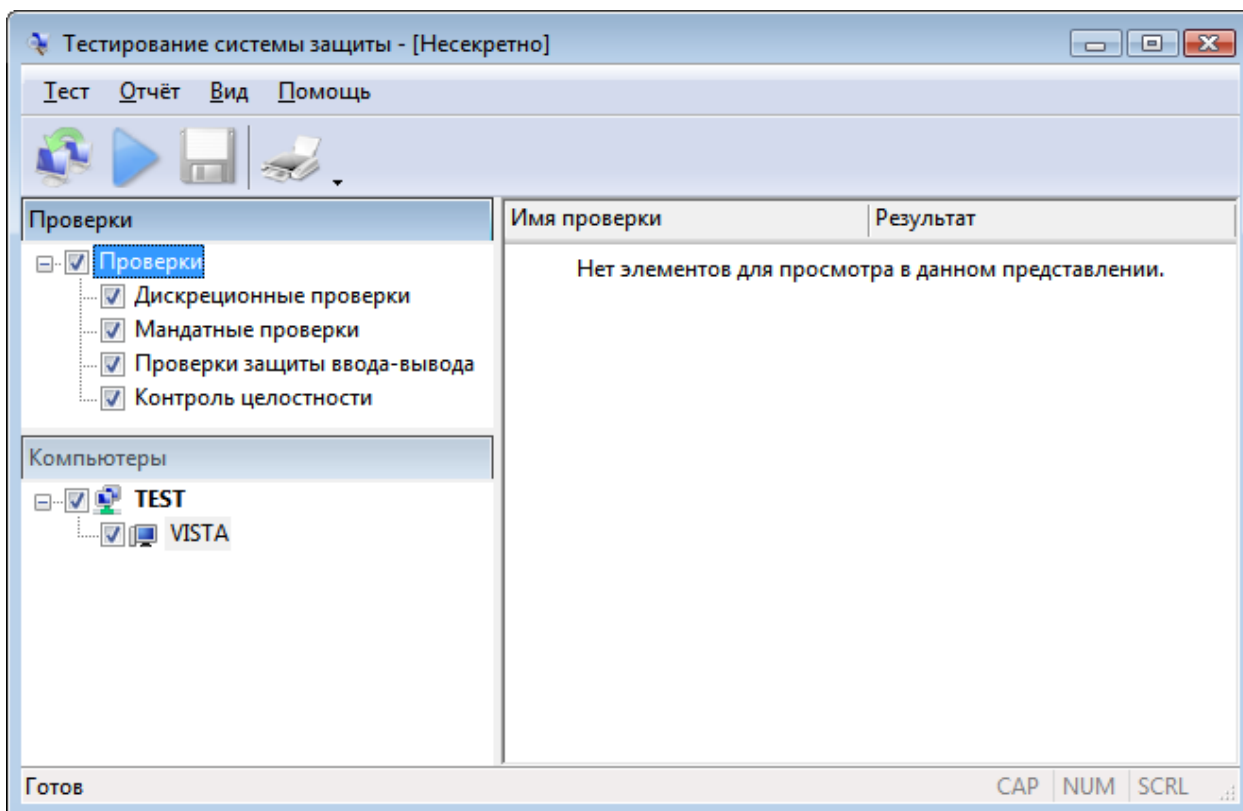 Тестирование системы защиты - [Несекретно]
Тест Отчёт Вид Помощь
Проверки
Проверки
Дискреционные проверки
Мандатные проверки
Проверки защиты ввода-вывода
Контроль целостности
Компьютеры
TEST
VISTA
Имя проверки Результат
Нет элементов для просмотра в данном представлении.
Готов CAP NUM SCRL